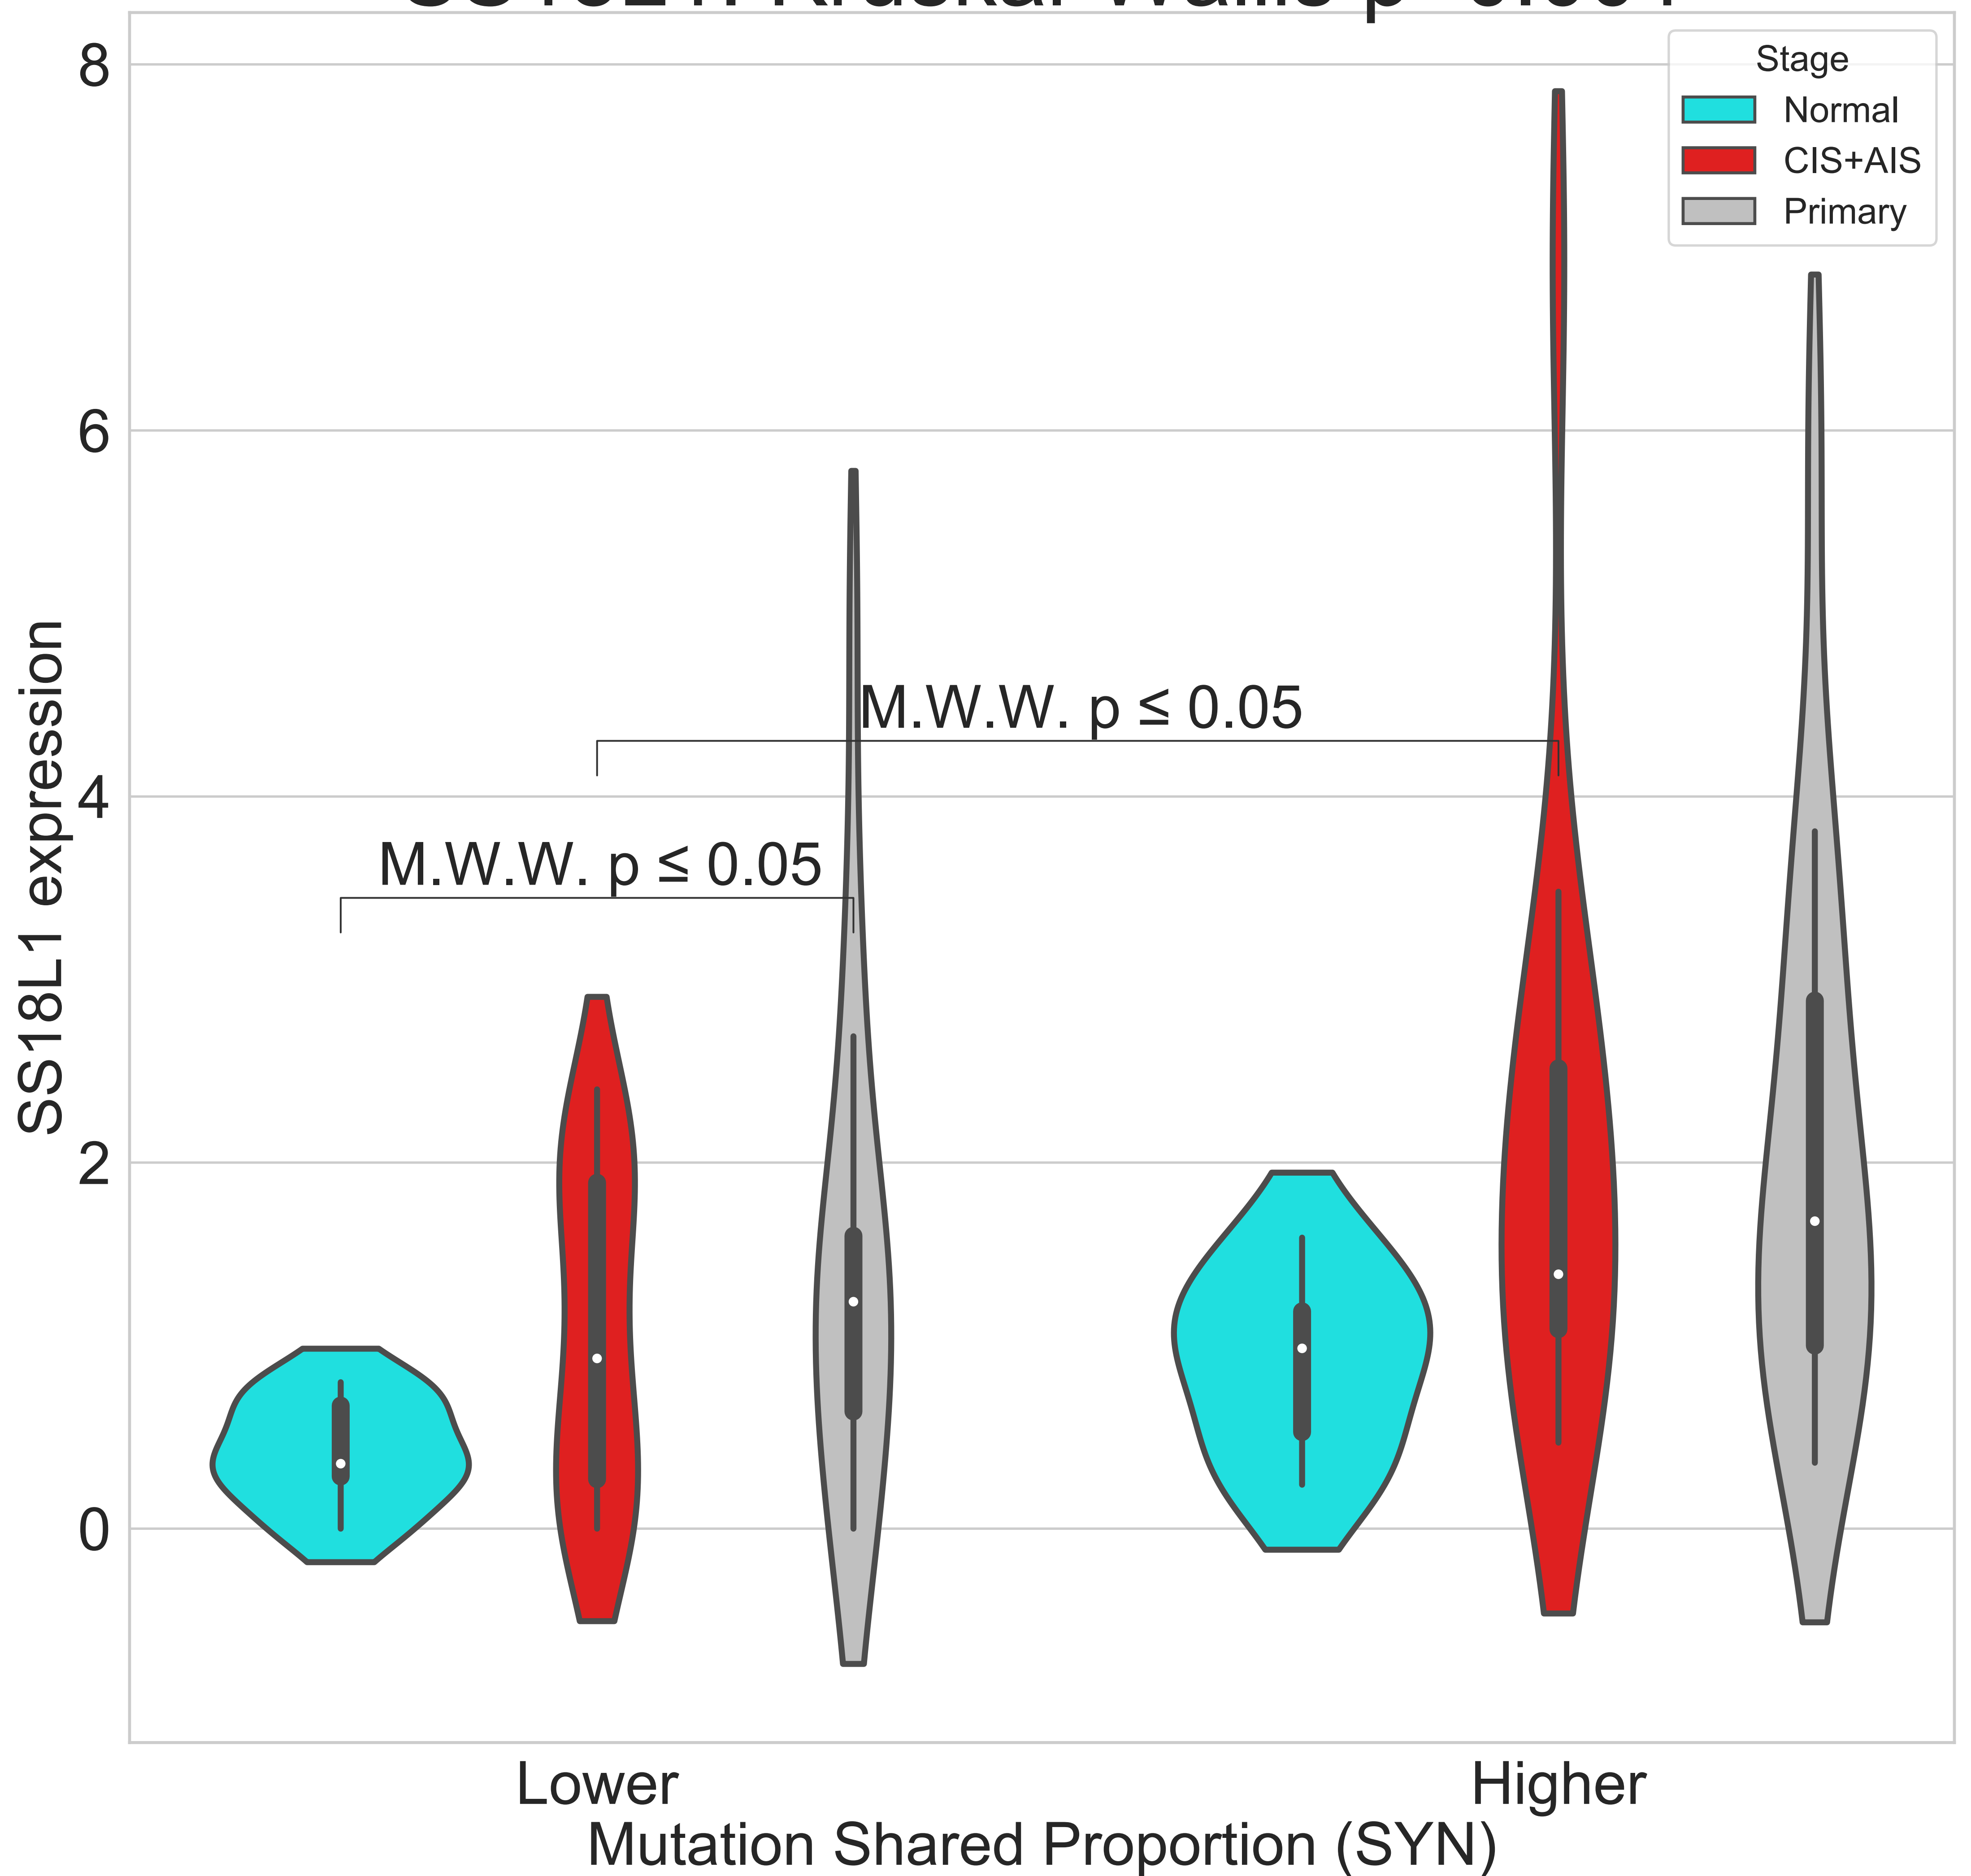 8
6
4
2
0
SS18L1 expression
Stage
Normal
CIS+AIS
Primary
M.W.W. p ≤ 0.05
M.W.W. p ≤ 0.05
Lower
Higher
Mutation Shared Proportion (SYN)